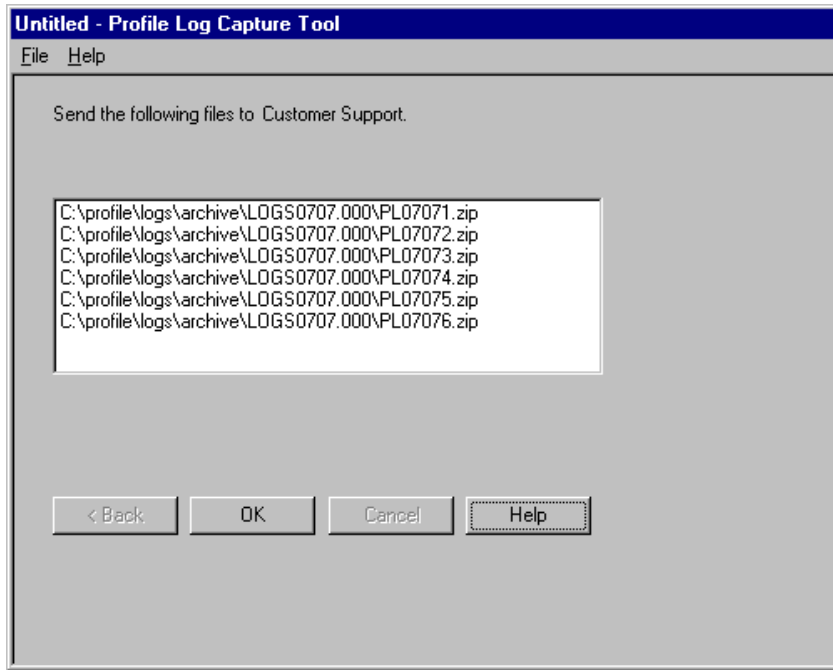 Untitled - Profile Log Capture Tool
File Help
Send the following files to Customer Support.
C:\profile\logs\archive\LOGS0707.000\PL07071.zip
C:\profile\logs\archive\LOGS0707.000\PL07072.zip
C:\profile\logs\archive\LOGS0707.000\PL07073.zip
C:\profile\logs\archive\LOGS0707.000\PL07074.zip
C:\profile\logs\archive\LOGS0707.000\PL07075.zip
C:\profile\logs\archive\LOGS0707.000\PL07076.zip
< Back OK Cancel Help